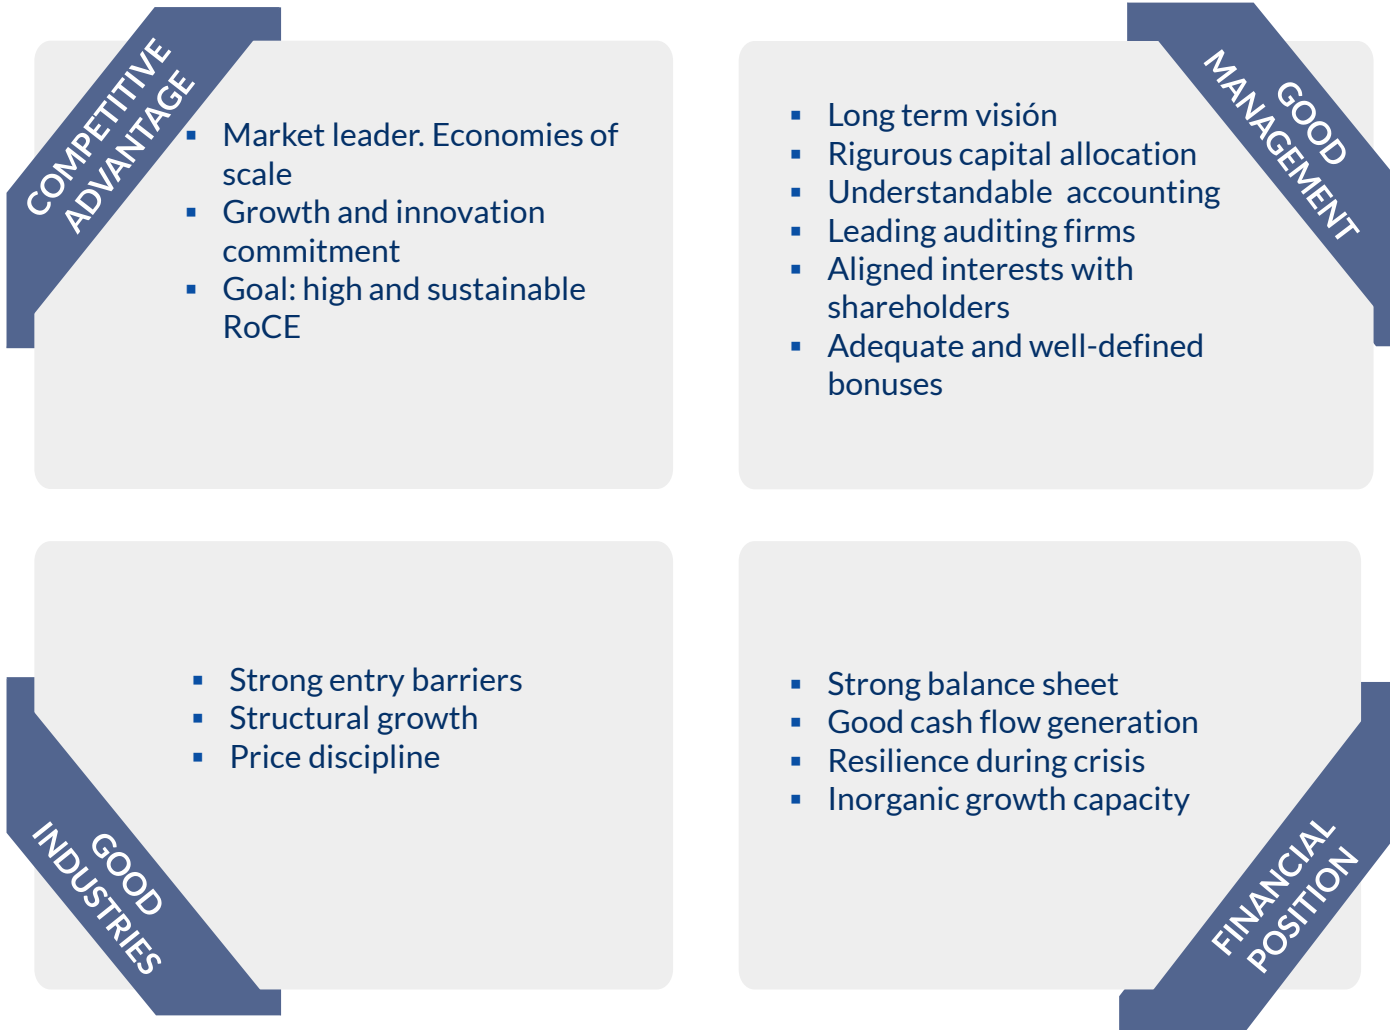 COMPETITIVE
ADVANTAGE
▪ Market leader. Economies of
scale
▪ Growth and innovation
commitment
▪ Goal: high and sustainable
RoCE
GOOD
MANAGEMENT
▪ Long term visión
▪ Rigurous capital allocation
▪ Understandable  accounting
▪ Leading auditing firms
▪ Aligned interests with
shareholders
▪ Adequate and well-defined
bonuses
GOOD
INDUSTRIES
▪ Strong entry barriers
▪ Structural growth
▪ Price discipline
FINANCIAL
POSITION
▪ Strong balance sheet
▪ Good cash flow generation
▪ Resilience during crisis
▪ Inorganic growth capacity